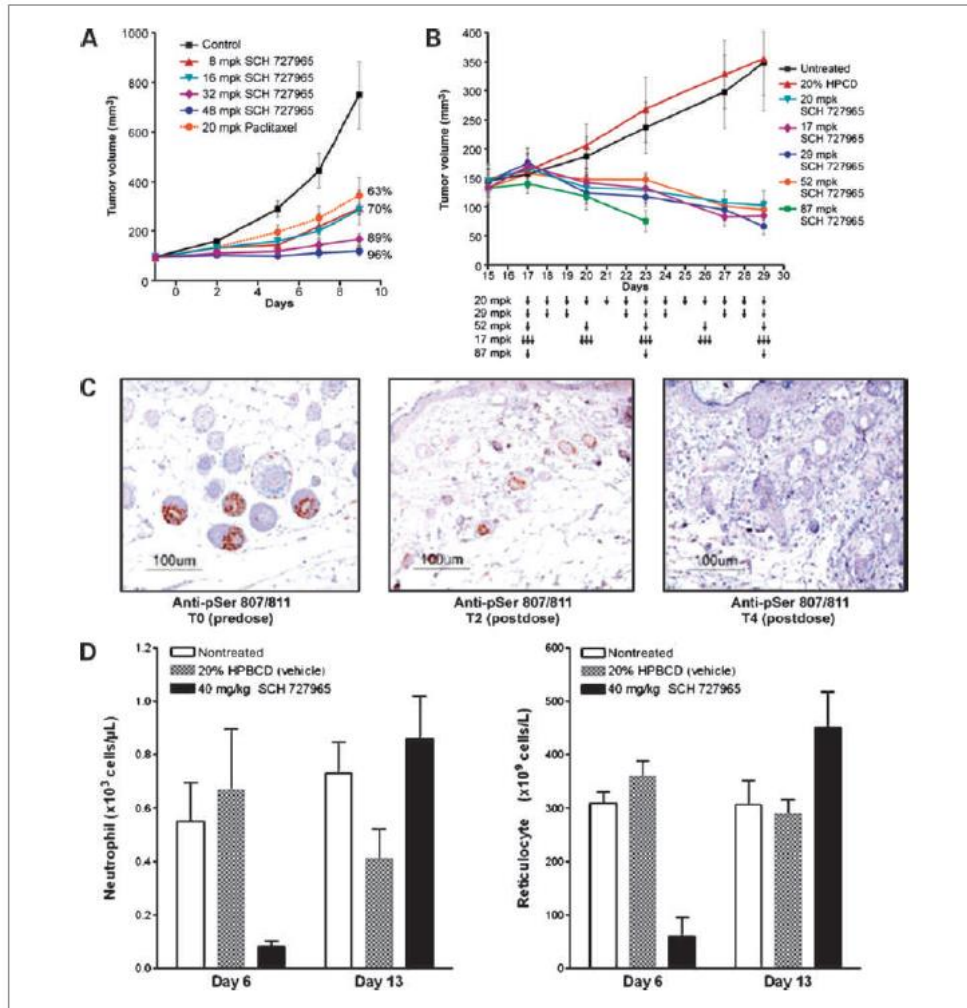 A
Tumor volume (mm³)
1000
800
600
400
200
0
Control
8 mpk SCH 727965
16 mpk SCH 727965
32 mpk SCH 727965
48 mpk SCH 727965
20 mpk Paclitaxel
63%
70%
89%
96%
0 2 4 6 8 10
Days
B
Tumor volume (mm³)
400
350
300
250
200
150
100
50
0
Untreated
20% HPCD
20 mpk
SCH 727965
17 mpk
SCH 727965
29 mpk
SCH 727965
52 mpk
SCH 727965
87 mpk
SCH 727965
15 16 17 18 19 20 21 22 23 24 25 26 27 28 29 30
Days
20 mpk
29 mpk
52 mpk
17 mpk
87 mpk
C
100um
Anti-pSer 807/811
T0 (predose)
100um
Anti-pSer 807/811
T2 (postdose)
100um
Anti-pSer 807/811
T4 (postdose)
D
Neutrophil (x10³ cells/µL)
1.2
1.0
0.8
0.6
0.4
0.2
0.0
Nontreated
20% HPBCD (vehicle)
40 mg/kg SCH 727965
Day 6 Day 13
Reticulocyte (x10⁹ cells/L)
600
500
400
300
200
100
0
Nontreated
20% HPBCD (vehicle)
40 mg/kg SCH 727965
Day 6 Day 13